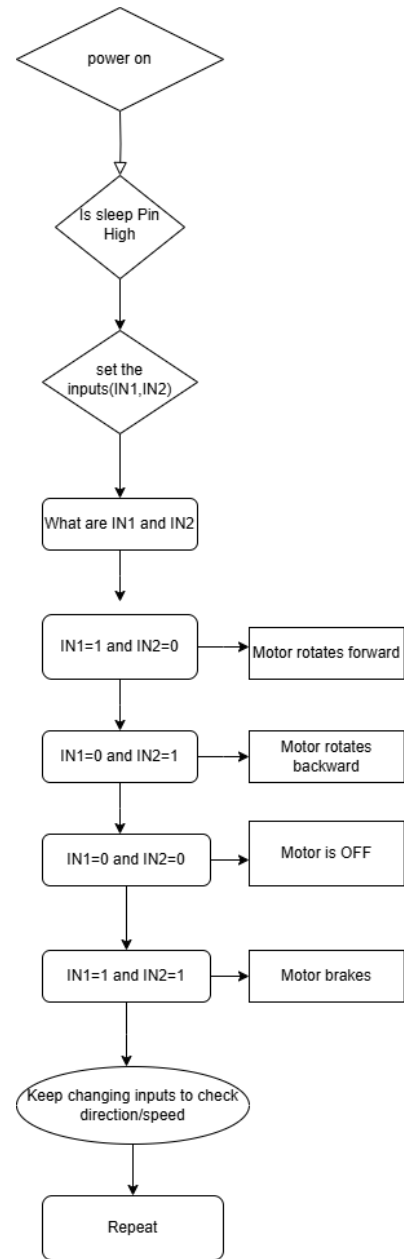 power on
Is sleep Pin
High
set the
inputs(IN1,IN2)
What are IN1 and IN2
IN1=1 and IN2=0
Motor rotates forward
IN1=0 and IN2=1
Motor rotates
backward
IN1=0 and IN2=0
Motor is OFF
IN1=1 and IN2=1
Motor brakes
Keep changing inputs to check
direction/speed
Repeat